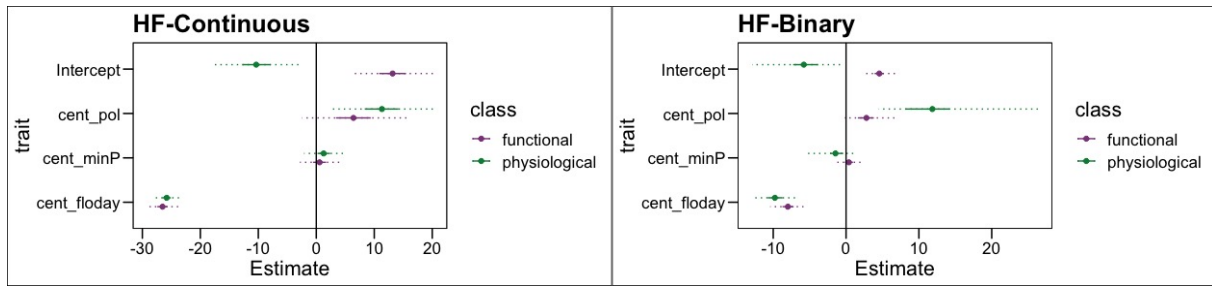 HF-Continuous
trait
Intercept
cent_pol
cent_minP
cent_floday
-30 -20 -10 0 10 20
Estimate
class
functional
physiological
HF-Binary
trait
Intercept
cent_pol
cent_minP
cent_floday
-10 0 10 20
Estimate
class
functional
physiological